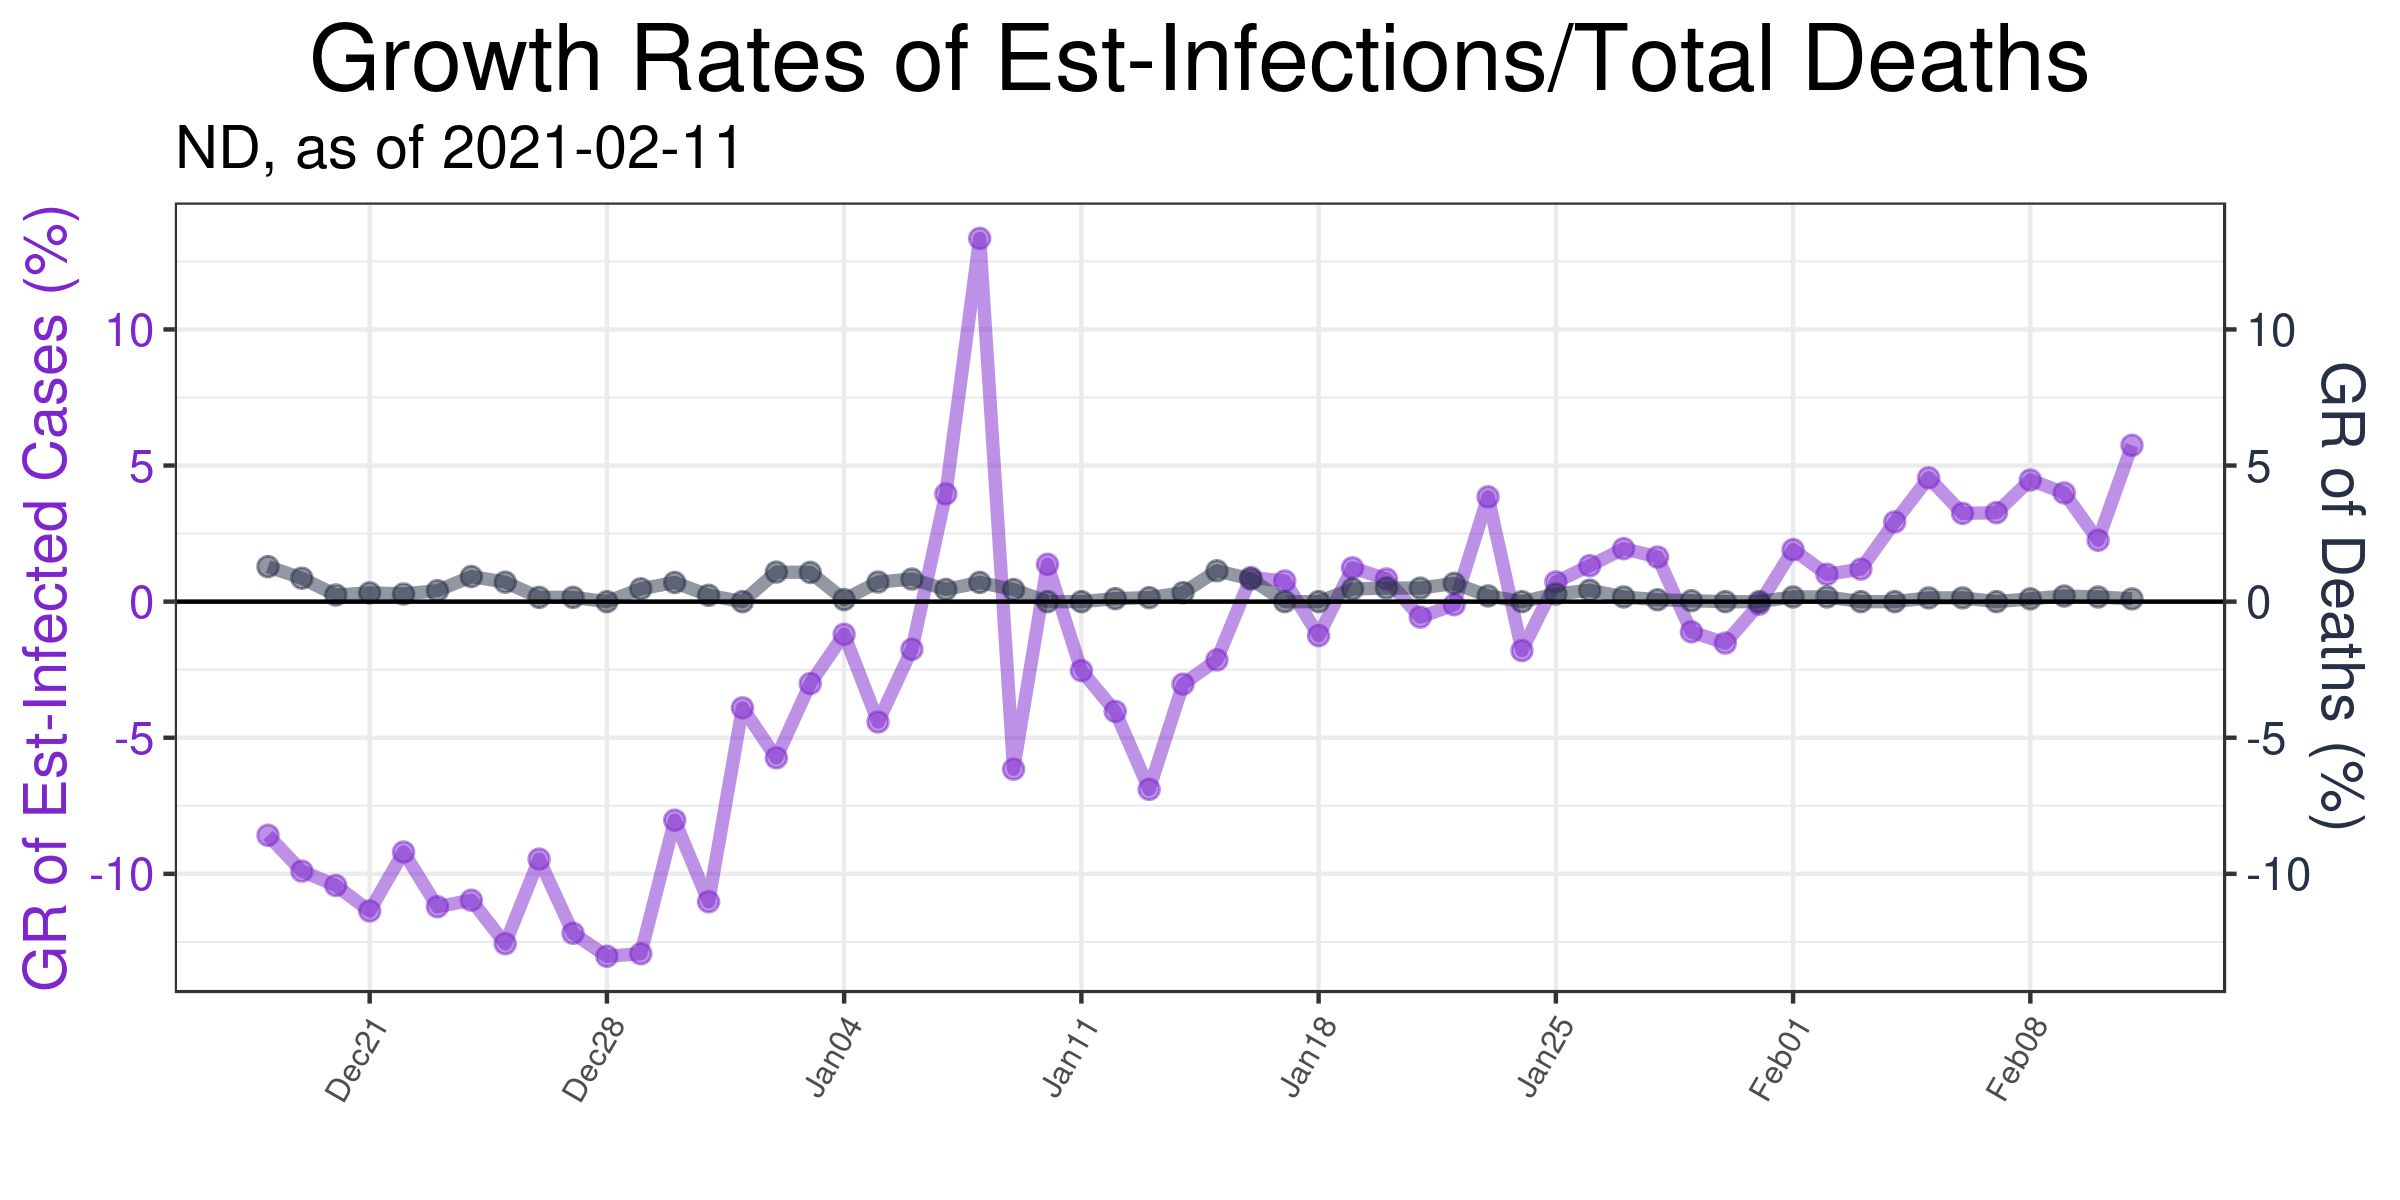 Growth Rates of Est-Infections/Total Deaths
ND, as of 2021-02-11
GR of Est-Infected Cases (%)
10
5
0
-5
-10
10
5
0
-5
-10
GR of Deaths (%)
Dec21
Dec28
Jan04
Jan11
Jan18
Jan25
Feb01
Feb08